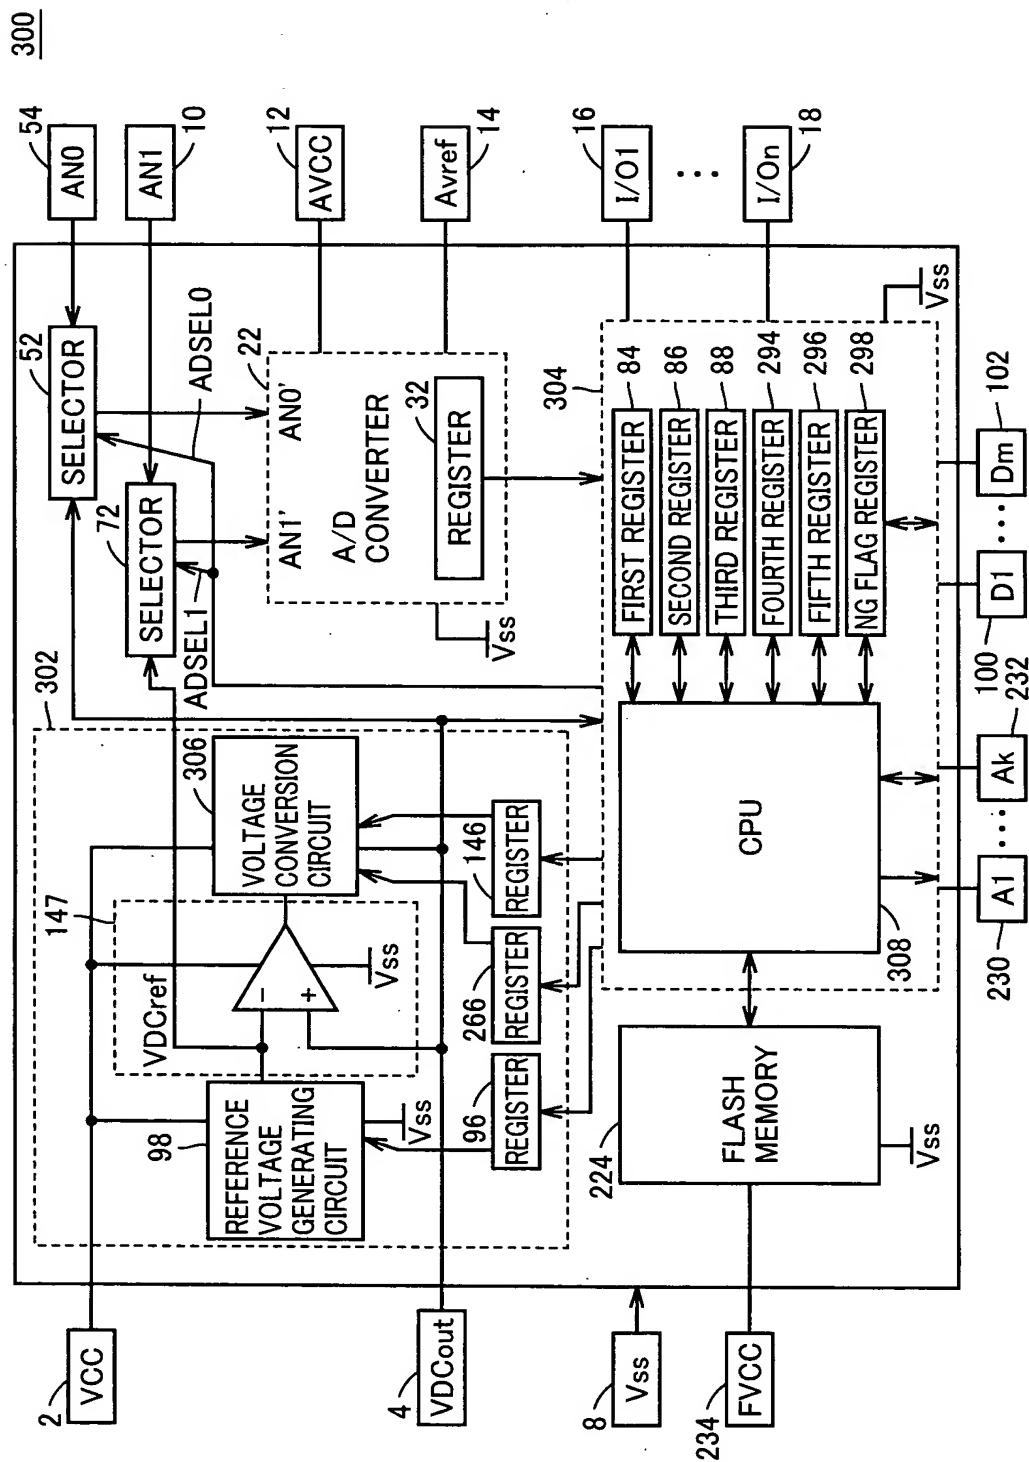 300
54
AN0
10
AN1
12
AVCC
14
Avref
16
I/O1
...
18
I/On
52
SELECTOR
ADSEL0
72
SELECTOR
ADSEL1
22
AN0'
AN1'
A/D
CONVERTER
32
REGISTER
Vss
302
306
VOLTAGE
CONVERSION
CIRCUIT
147
VDCref
−
+
Vss
98
REFERENCE
VOLTAGE
GENERATING
CIRCUIT
Vss
146
REGISTER
266
REGISTER
96
REGISTER
304
84
FIRST REGISTER
86
SECOND REGISTER
88
THIRD REGISTER
294
FOURTH REGISTER
296
FIFTH REGISTER
298
NG FLAG REGISTER
Vss
CPU
308
224
FLASH
MEMORY
Vss
2
VCC
4
VDCout
8
Vss
234
FVCC
230
A1
...
232
Ak
100
D1
...
102
Dm